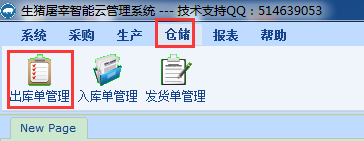 生猪屠宰智能云管理系统 --- 技术支持QQ：514639053
系统 采购 生产 仓储 报表 帮助
出库单管理 入库单管理 发货单管理
New Page